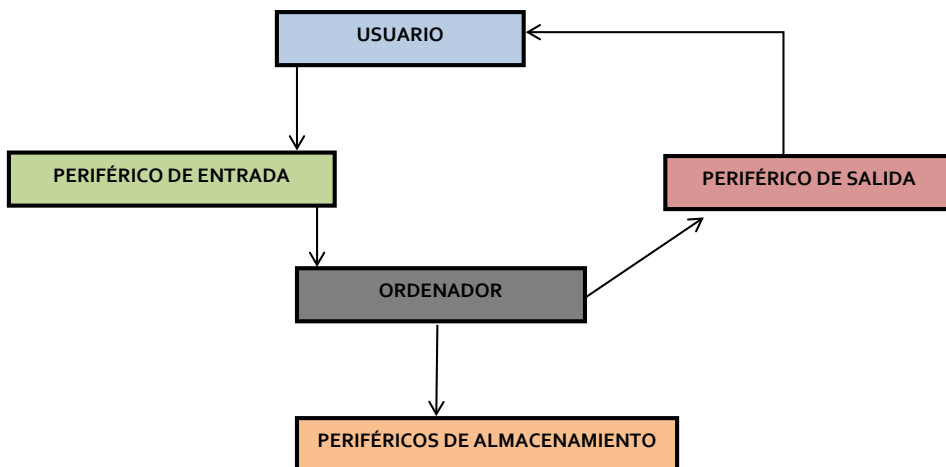 USUARIO
PERIFÉRICO DE ENTRADA
PERIFÉRICO DE SALIDA
ORDENADOR
PERIFÉRICOS DE ALMACENAMIENTO